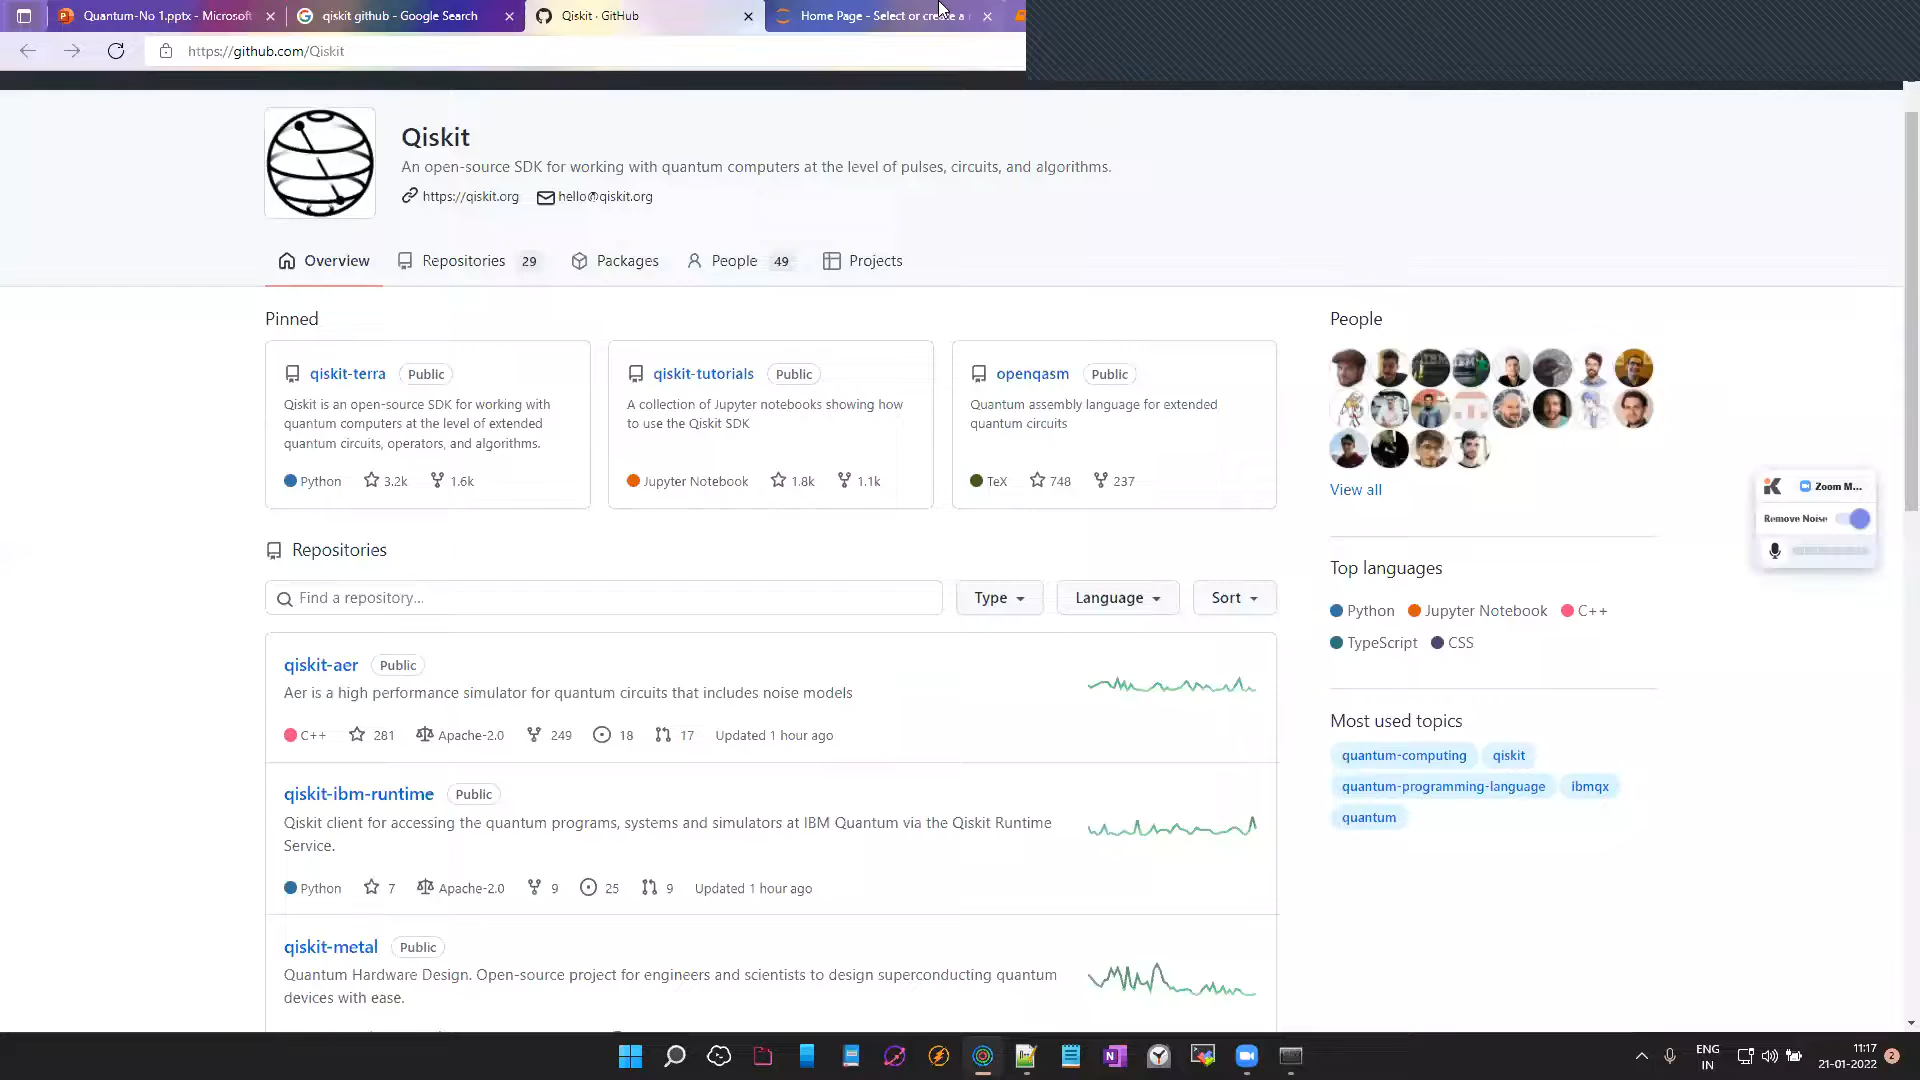 Quantum-No 1.pptx - Microsoft
qiskit github - Google Search
Qiskit · GitHub
Home Page - Select or create a
https://github.com/Qiskit
Qiskit
An open-source SDK for working with quantum computers at the level of pulses, circuits, and algorithms.
https://qiskit.org hello@qiskit.org
Overview Repositories 29 Packages People 49 Projects
Pinned
qiskit-terra Public
Qiskit is an open-source SDK for working with
quantum computers at the level of extended
quantum circuits, operators, and algorithms.
Python 3.2k 1.6k
qiskit-tutorials Public
A collection of Jupyter notebooks showing how
to use the Qiskit SDK
Jupyter Notebook 1.8k 1.1k
openqasm Public
Quantum assembly language for extended
quantum circuits
TeX 748 237
Repositories
Find a repository...
Type
Language
Sort
qiskit-aer Public
Aer is a high performance simulator for quantum circuits that includes noise models
C++ 281 Apache-2.0 249 18 17 Updated 1 hour ago
qiskit-ibm-runtime Public
Qiskit client for accessing the quantum programs, systems and simulators at IBM Quantum via the Qiskit Runtime
Service.
Python 7 Apache-2.0 9 25 9 Updated 1 hour ago
qiskit-metal Public
Quantum Hardware Design. Open-source project for engineers and scientists to design superconducting quantum
devices with ease.
People
View all
Top languages
Python Jupyter Notebook C++
TypeScript CSS
Most used topics
quantum-computing qiskit
quantum-programming-language ibmqx
quantum
Zoom M...
Remove Noise
ENG
IN
11:17
21-01-2022
2